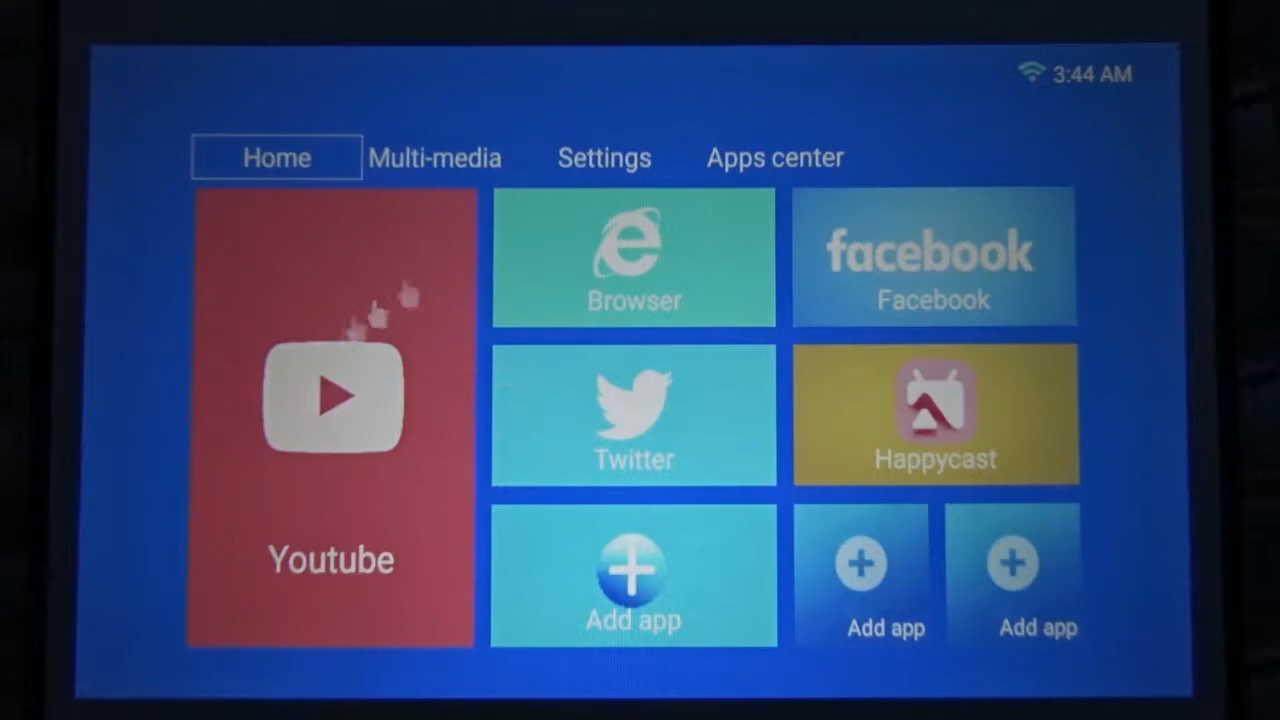 3:44 AM
Home Multi-media Settings Apps center
Browser
facebook
Facebook
Youtube
Twitter
Happycast
Add app
Add app
Add app